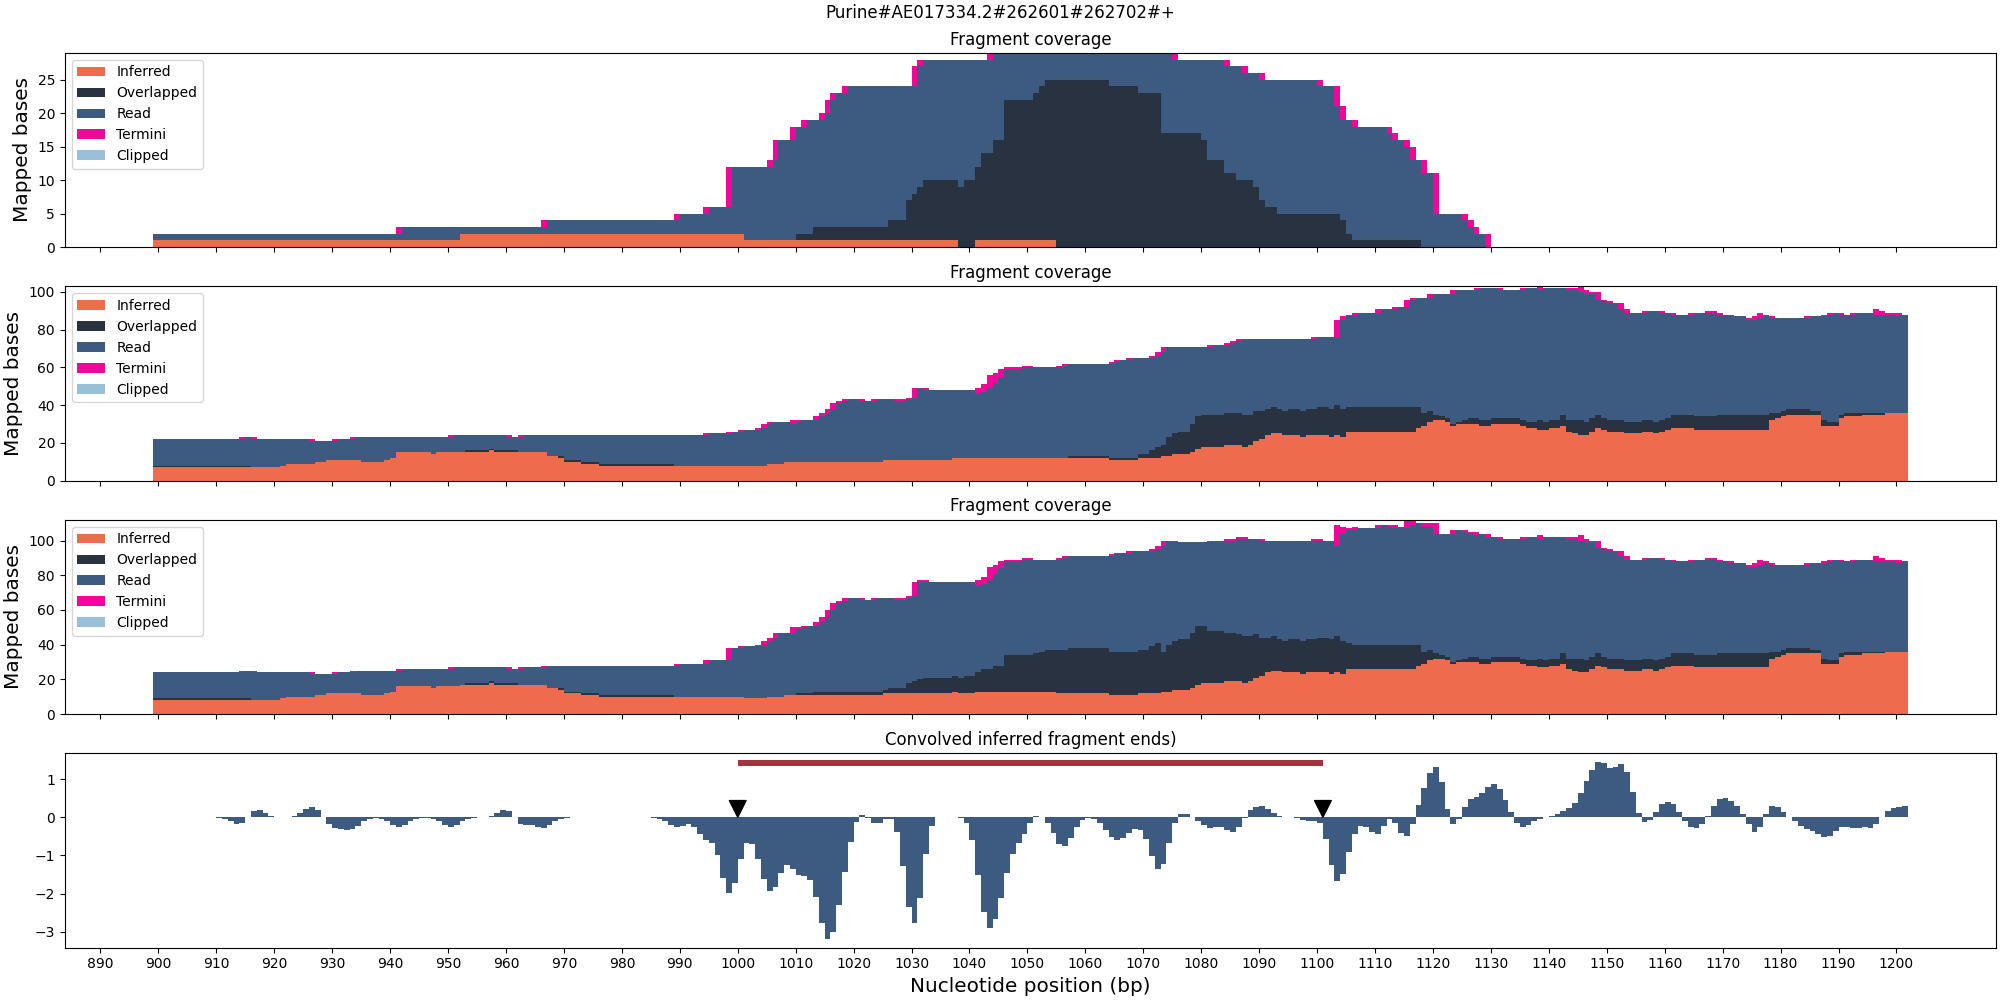 Purine#AE017334.2#262601#262702#+
Fragment coverage
Mapped bases
25
20
15
10
5
0
Inferred
Overlapped
Read
Termini
Clipped
Fragment coverage
Mapped bases
100
80
60
40
20
0
Inferred
Overlapped
Read
Termini
Clipped
Fragment coverage
Mapped bases
100
80
60
40
20
0
Inferred
Overlapped
Read
Termini
Clipped
Convolved inferred fragment ends)
1
0
−1
−2
−3
890 900 910 920 930 940 950 960 970 980 990 1000 1010 1020 1030 1040 1050 1060 1070 1080 1090 1100 1110 1120 1130 1140 1150 1160 1170 1180 1190 1200
Nucleotide position (bp)